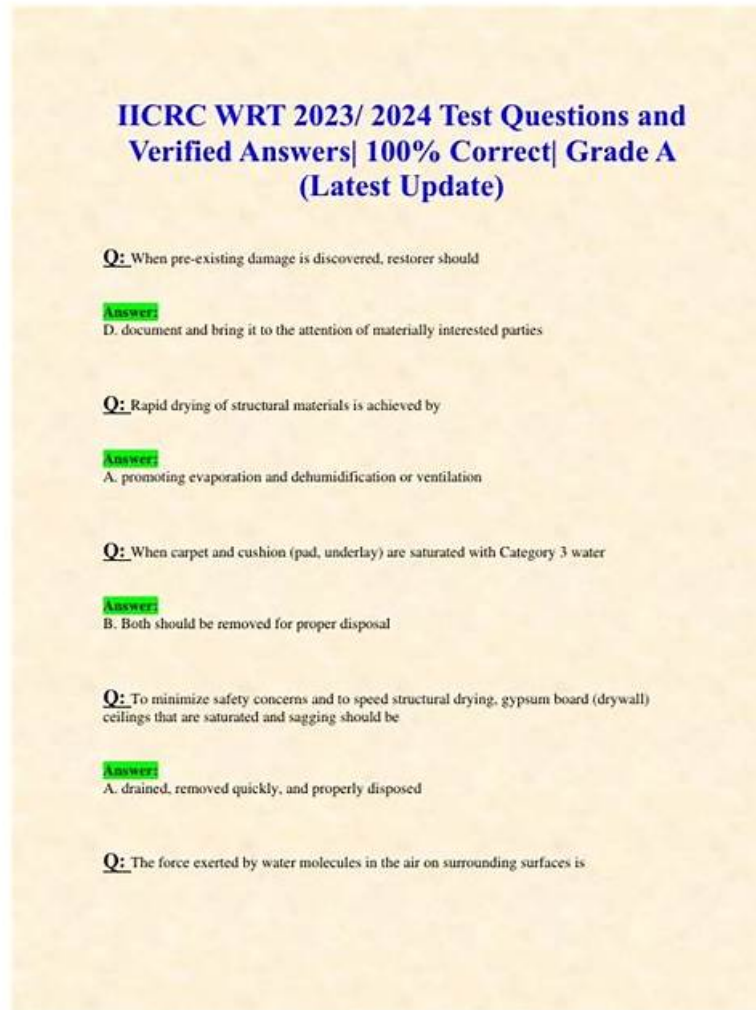 IICRC WRT 2023/ 2024 Test Questions and
Verified Answers| 100% Correct| Grade A
(Latest Update)
Q: When pre-existing damage is discovered, restorer should
Answer:
D. document and bring it to the attention of materially interested parties
Q: Rapid drying of structural materials is achieved by
Answer:
A. promoting evaporation and dehumidification or ventilation
Q: When carpet and cushion (pad, underlay) are saturated with Category 3 water
Answer:
B. Both should be removed for proper disposal
Q: To minimize safety concerns and to speed structural drying, gypsum board (drywall)
ceilings that are saturated and sagging should be
Answer:
A. drained, removed quickly, and properly disposed
Q: The force exerted by water molecules in the air on surrounding surfaces is